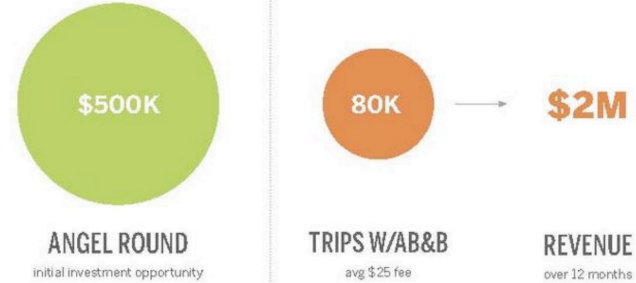 $500K
ANGEL ROUND
initial investment opportunity
80K
TRIPS W/AB&B
avg $25 fee
$2M
REVENUE
over 12 months